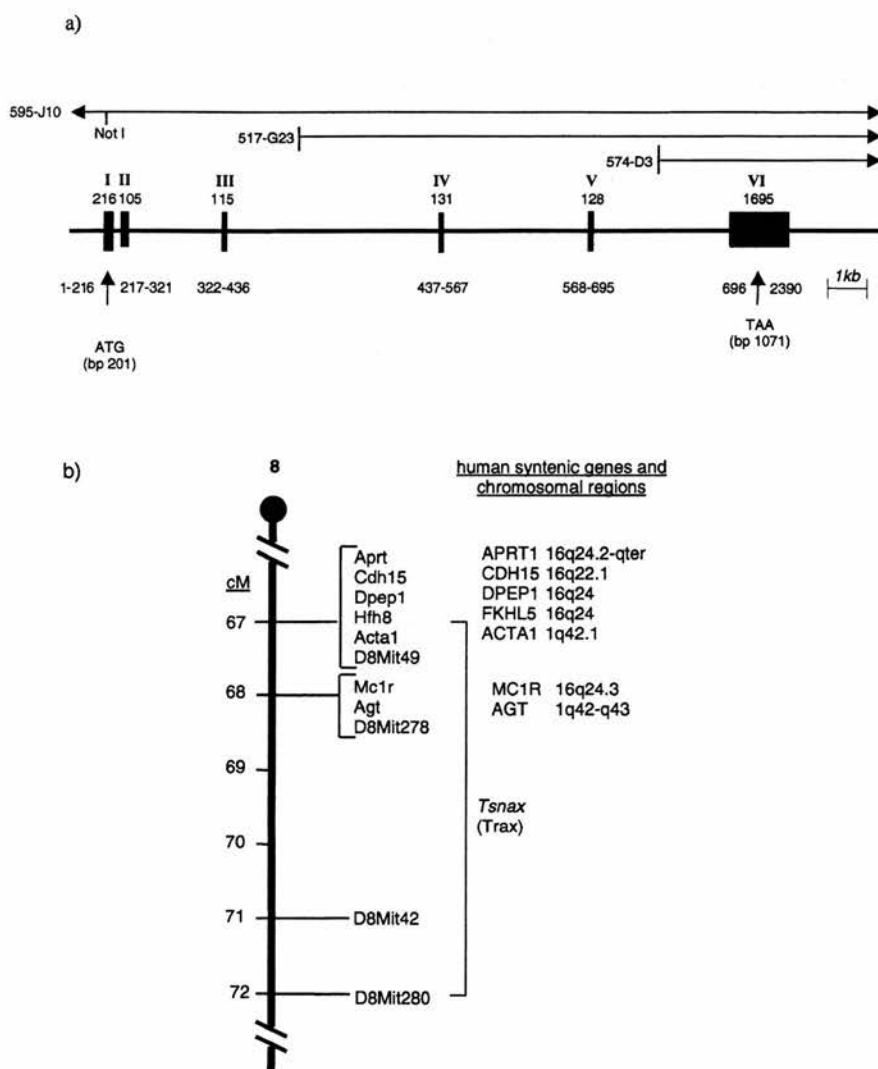 a)
595-J10
Not I
517-G23
574-D3
I II III IV V VI
216 105 115 131 128 1695
1-216 217-321 322-436 437-567 568-695 696 2390 1kb
ATG
(bp 201)
TAA
(bp 1071)
b)
8
human syntenic genes and
chromosomal regions
cM
Aprt APRT1 16q24.2-qter
Cdh15 CDH15 16q22.1
Dpep1 DPEP1 16q24
67 Hfh8 FKHL5 16q24
Acta1 ACTA1 1q42.1
D8Mit49
68 Mc1r MC1R 16q24.3
Agt AGT 1q42-q43
D8Mit278
69
Tsnax
(Trax)
70
71 D8Mit42
72 D8Mit280